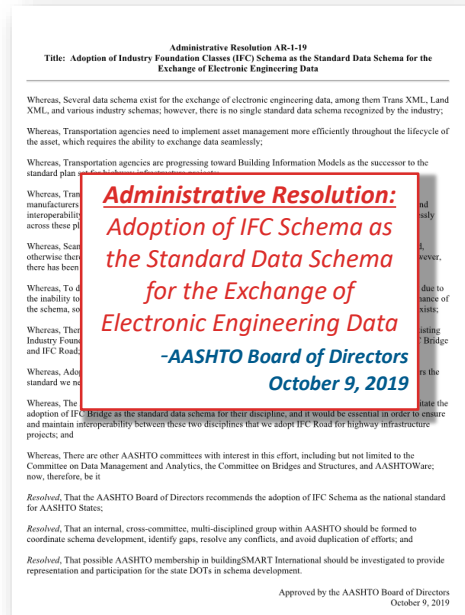 Administrative Resolution AR-1-19
Title: Adoption of Industry Foundation Classes (IFC) Schema as the Standard Data Schema for the
Exchange of Electronic Engineering Data
Whereas, Several data schema exist for the exchange of electronic engineering data, among them Trans XML, Land
XML, and various industry schemas; however, there is no single standard data schema recognized by the industry;
Whereas, Transportation agencies need to implement asset management more efficiently throughout the lifecycle of
the asset, which requires the ability to exchange data seamlessly;
Whereas, Transportation agencies are progressing toward Building Information Models as the successor to the
standard plan set for highway infrastructure projects;
Whereas, Tran
manufacturers nd
interoperability
across these pl
Whereas,
otherwise
there has been
Whereas, To d due to
the inability to
the schema, so
Whereas, Ther
Industry Foun Bridge
and IFC Road;
Whereas, Adop the
standard we ne
Whereas, The
adoption of IFC Bridge as the standard data schema for their discipline, and it would be essential in order to ensure
and maintain interoperability between these two disciplines that we adopt IFC Road for highway infrastructure
projects; and
Whereas, There are other AASHTO committees with interest in this effort, including but not limited to the
Committee on Data Management and Analytics, the Committee on Bridges and Structures, and AASHTOWare;
now, therefore, be it
Resolved, That the AASHTO Board of Directors recommends the adoption of IFC Schema as the national standard
for AASHTO States;
Resolved, That an internal, cross-committee, multi-disciplined group within AASHTO should be formed to
coordinate schema development, identify gaps, resolve any conflicts, and avoid duplication of efforts; and
Resolved, That possible AASHTO membership in buildingSMART International should be investigated to provide
representation and participation for the state DOTs in schema development.
Approved by the AASHTO Board of Directors
October 9, 2019
Administrative Resolution:
Adoption of IFC Schema as
the Standard Data Schema
for the Exchange of
Electronic Engineering Data
-AASHTO Board of Directors
October 9, 2019